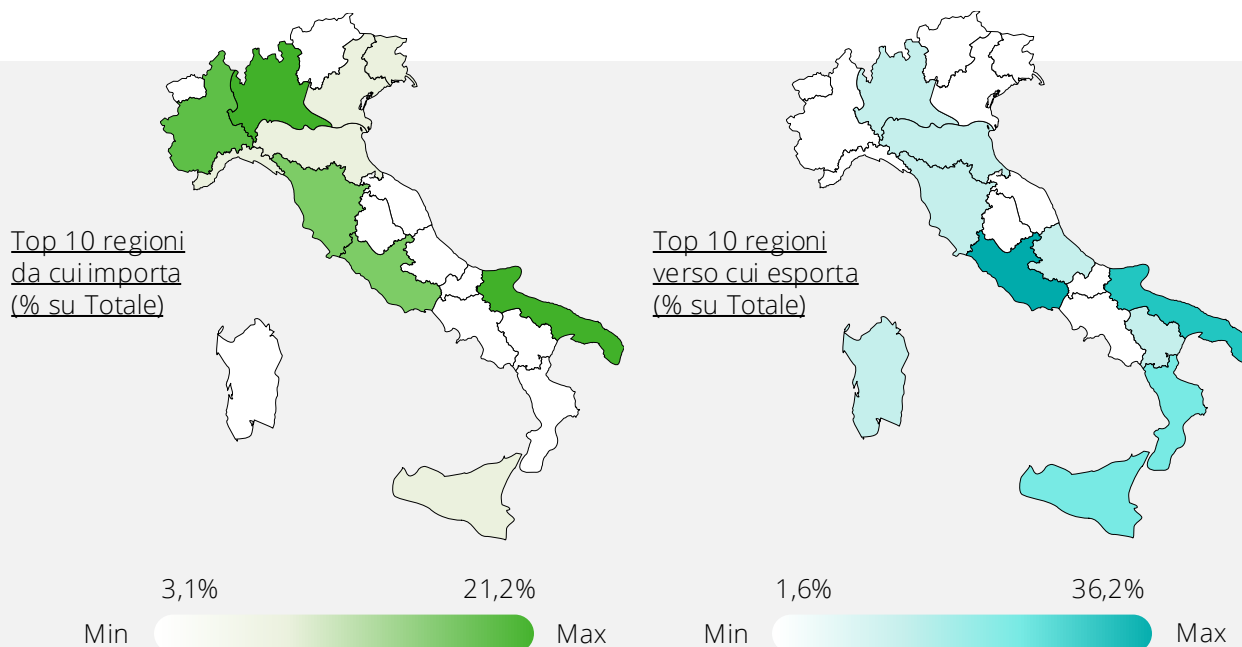 Top 10 regioni
da cui importa
(% su Totale)
Top 10 regioni
verso cui esporta
(% su Totale)
3,1%
21,2%
Min
Max
1,6%
36,2%
Min
Max